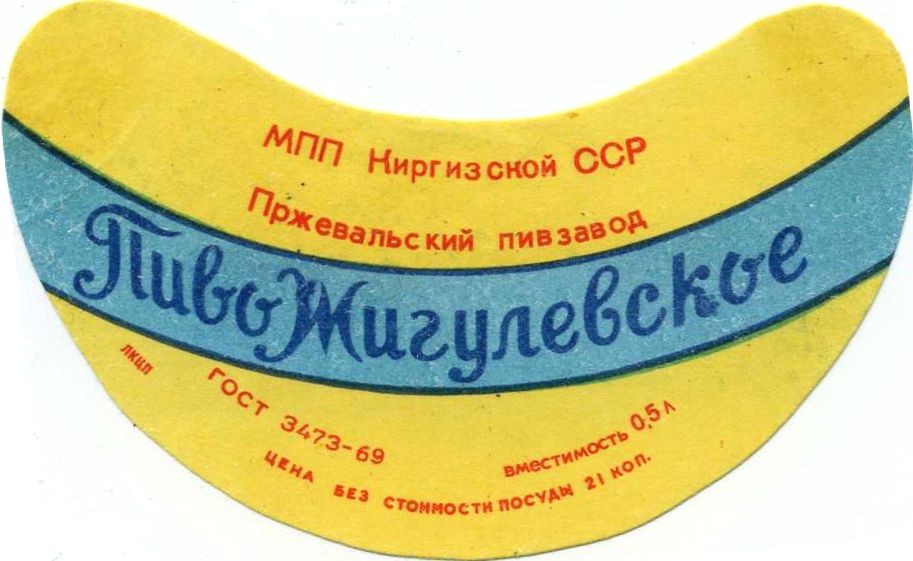 МПП Киргизской ССР
Пржевальский пивзавод
Пиво Жигулевское
лкип
ГОСТ 3473-69
вместимость 0,5л
ЦЕНА БЕЗ СТОИМОСТИ ПОСУДЫ 21 КОП.